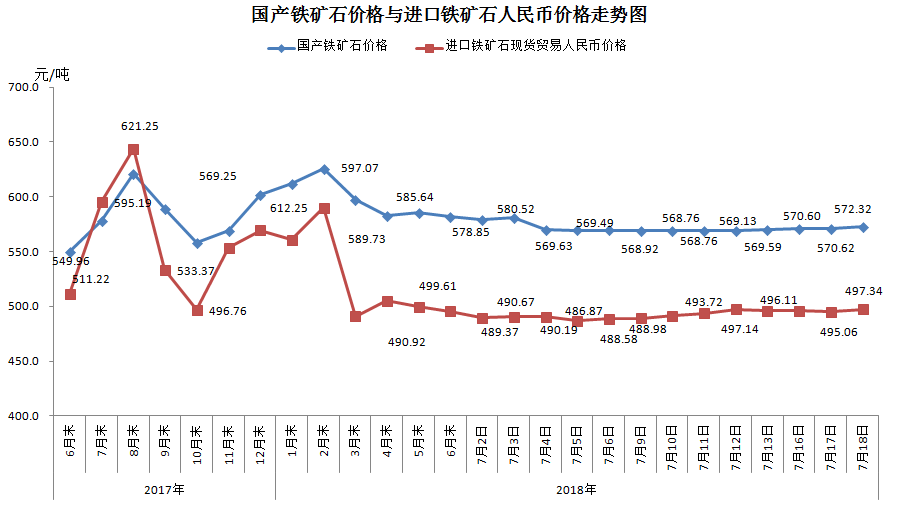 国产铁矿石价格与进口铁矿石人民币价格走势图
国产铁矿石价格 进口铁矿石现货贸易人民币价格
元/吨
700.0
650.0
600.0
550.0
500.0
450.0
400.0
549.96
595.19
569.25
612.25
597.07
585.64
578.85
580.52
569.63
569.49
568.92
568.76
568.76
569.13
569.59
570.60
570.62
572.32
511.22
621.25
533.37
496.76
589.73
490.92
499.61
489.37
490.67
490.19
486.87
488.58
488.98
493.72
497.14
496.11
495.06
497.34
6月末
7月末
8月末
9月末
10月末
11月末
12月末
1月末
2月末
3月末
4月末
5月末
6月末
7月2日
7月3日
7月4日
7月5日
7月6日
7月9日
7月10日
7月11日
7月12日
7月13日
7月16日
7月17日
7月18日
2017年 2018年